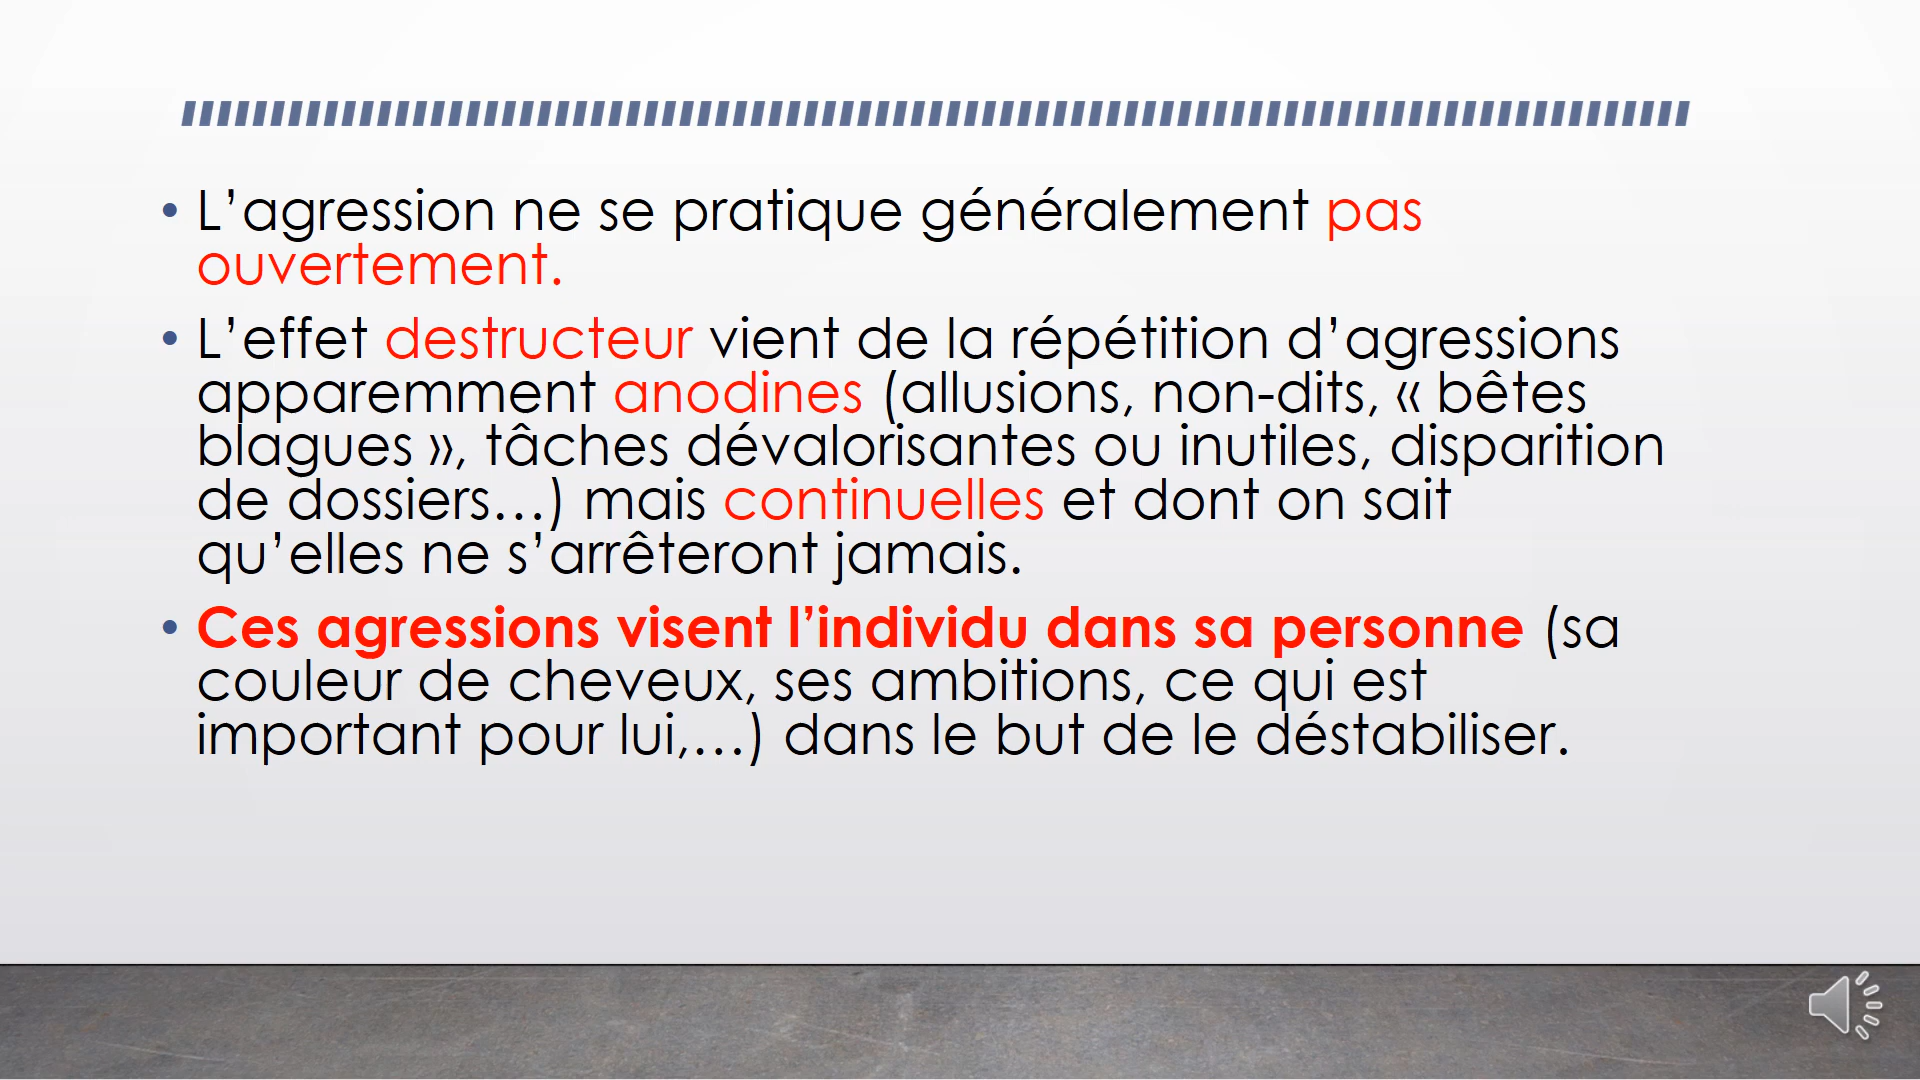 • L’agression ne se pratique généralement pas
ouvertement.
• L’effet destructeur vient de la répétition d’agressions
apparemment anodines (allusions, non-dits, « bêtes
blagues », tâches dévalorisantes ou inutiles, disparition
de dossiers…) mais continuelles et dont on sait
qu’elles ne s’arrêteront jamais.
• Ces agressions visent l’individu dans sa personne (sa
couleur de cheveux, ses ambitions, ce qui est
important pour lui,…) dans le but de le déstabiliser.